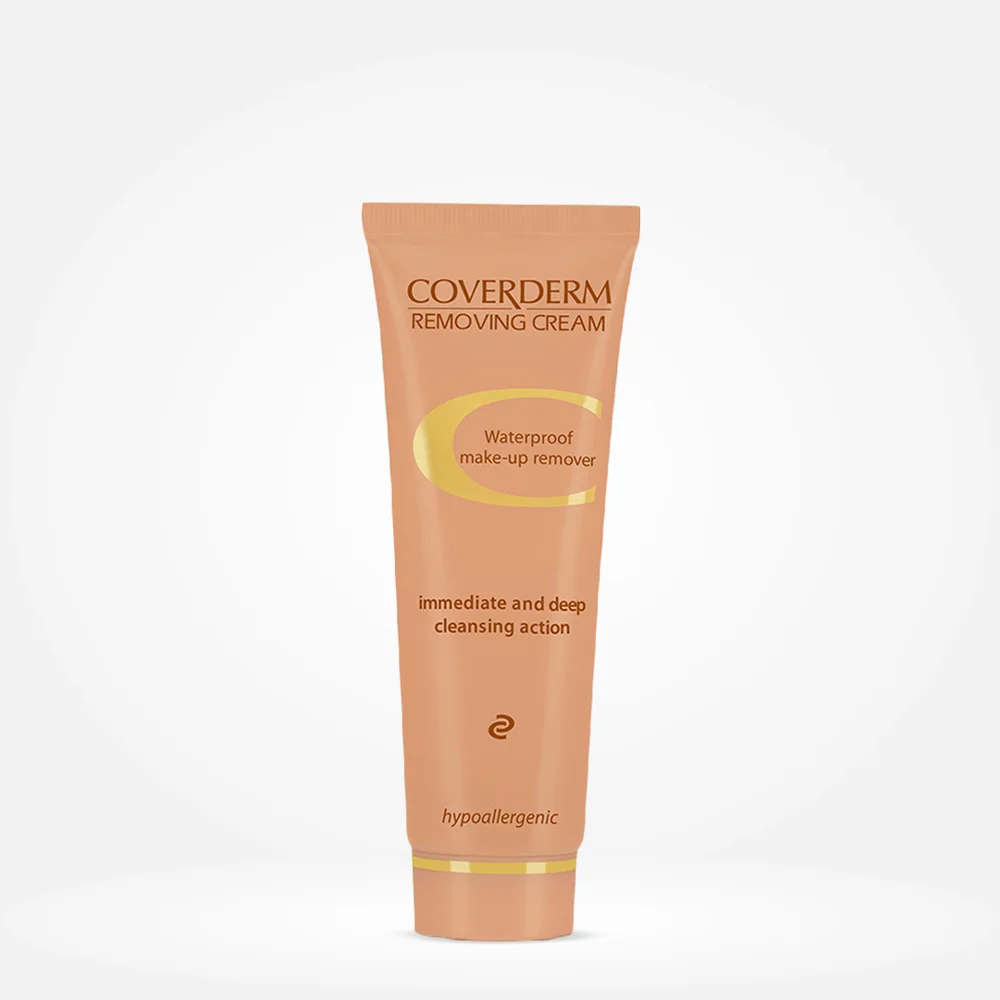 COVERDERM
REMOVING CREAM
Waterproof
make-up remover
immediate and deep
cleansing action
hypoallergenic